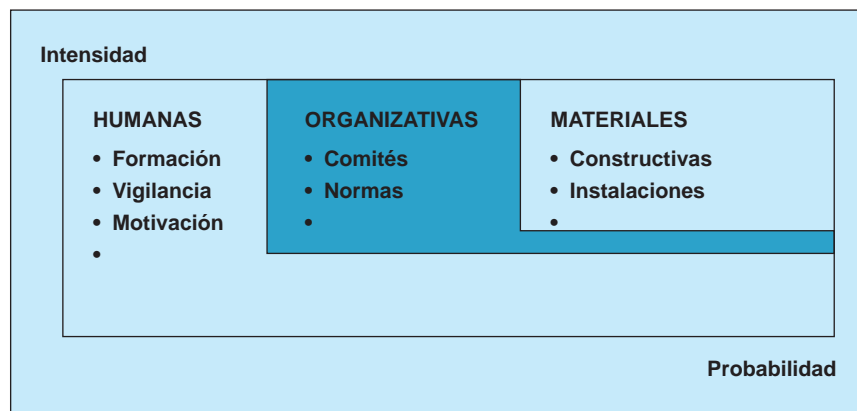 Intensidad
HUMANAS
• Formación
• Vigilancia
• Motivación
•
ORGANIZATIVAS
• Comités
• Normas
•
MATERIALES
• Constructivas
• Instalaciones
•
Probabilidad